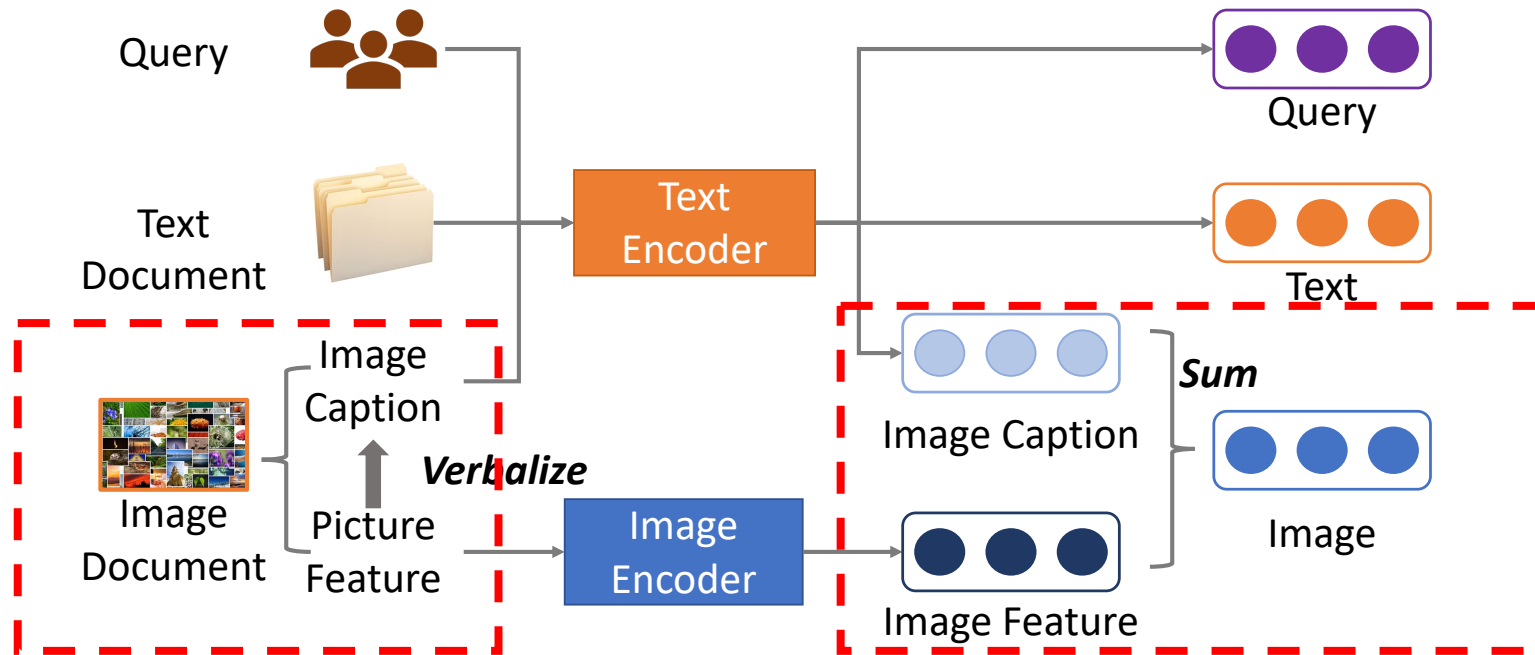 Query
Text
Document
Image
Document
Image
Caption
Verbalize
Picture
Feature
Text
Encoder
Image
Encoder
Query
Text
Image Caption
Sum
Image Feature
Image